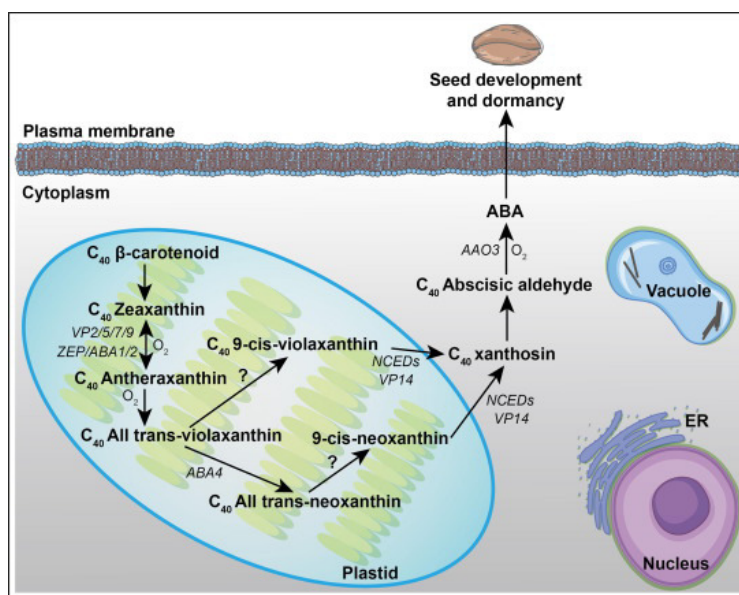 Seed development
and dormancy
Plasma membrane
Cytoplasm
ABA
AAO3 O₂
C₄₀ β-carotenoid
C₄₀ Abscisic aldehyde
Vacuole
C₄₀ Zeaxanthin
VP2/5/7/9
ZEP/ABA1/2 O₂
C₄₀ 9-cis-violaxanthin
C₄₀ xanthosin
NCEDs
VP14
C₄₀ Antheraxanthin
O₂
?
NCEDs
VP14
C₄₀ All trans-violaxanthin
9-cis-neoxanthin
ER
?
ABA4
C₄₀ All trans-neoxanthin
Plastid
Nucleus